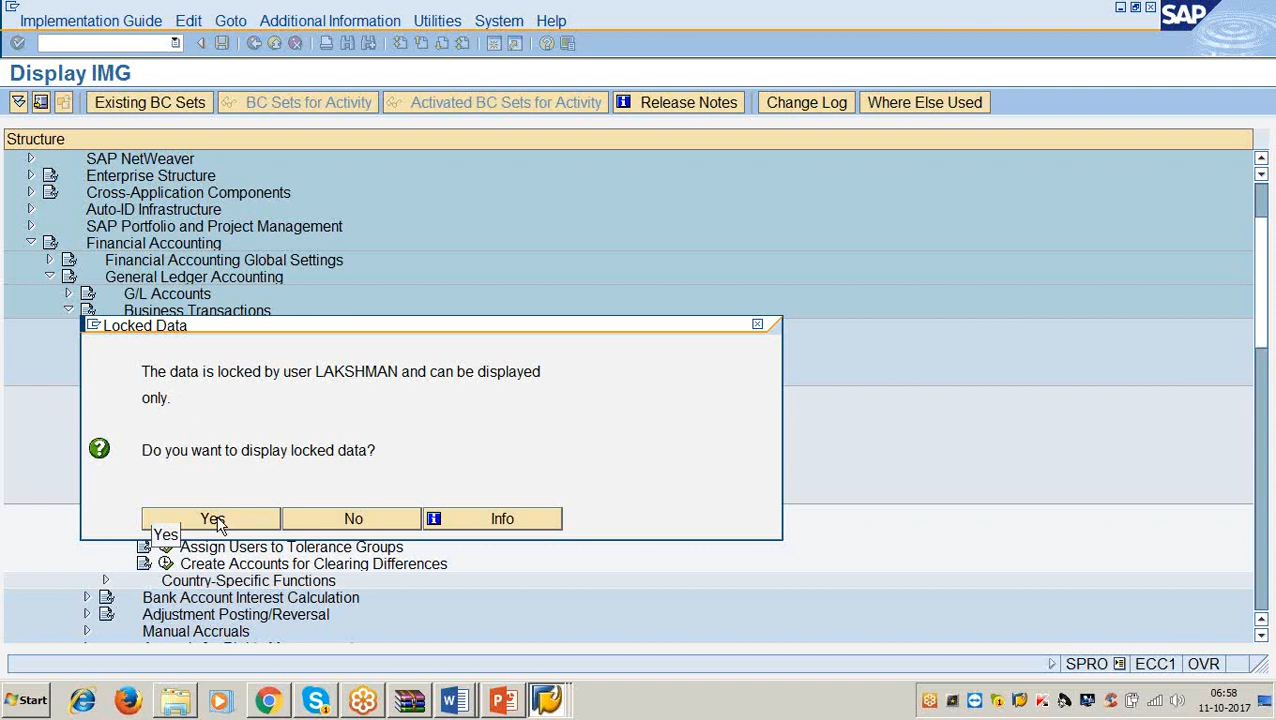 Implementation Guide Edit Goto Additional Information Utilities System Help
SAP
Display IMG
Existing BC Sets BC Sets for Activity Activated BC Sets for Activity Release Notes Change Log Where Else Used
Structure
SAP NetWeaver
Enterprise Structure
Cross-Application Components
Auto-ID Infrastructure
SAP Portfolio and Project Management
Financial Accounting
Financial Accounting Global Settings
General Ledger Accounting
G/L Accounts
Business Transactions
Locked Data
The data is locked by user LAKSHMAN and can be displayed
only.
Do you want to display locked data?
Yes No Info
Yes
Assign Users to Tolerance Groups
Create Accounts for Clearing Differences
Country-Specific Functions
Bank Account Interest Calculation
Adjustment Posting/Reversal
Manual Accruals
SPRO ECC1 OVR
Start
06:58
11-10-2017